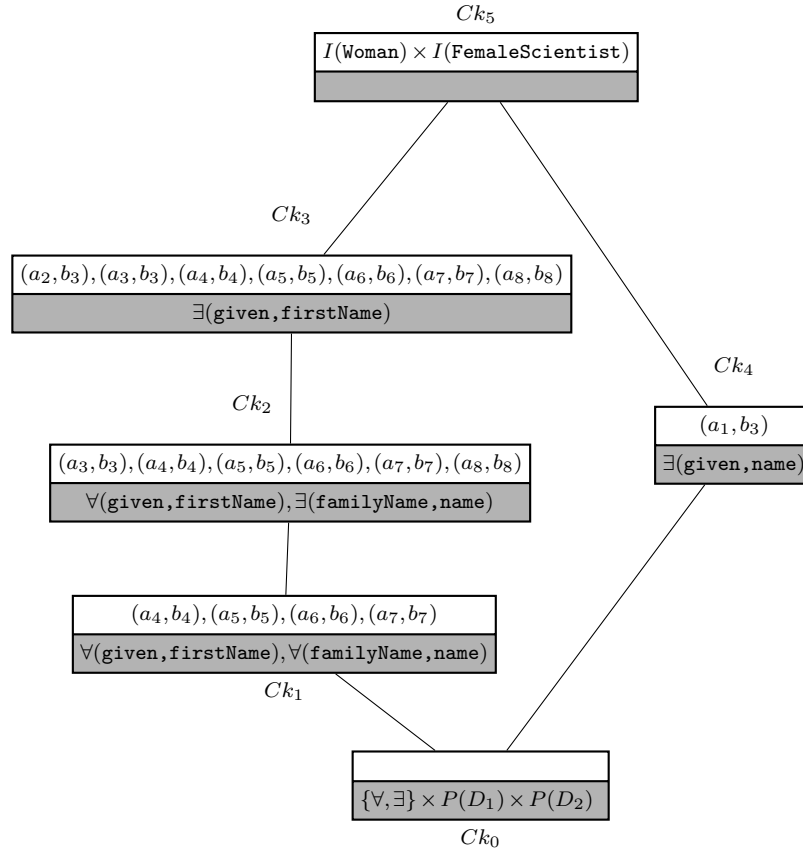 Ck₅
I(Woman) × I(FemaleScientist)
Ck₃
(a₂,b₃),(a₃,b₃),(a₄,b₄),(a₅,b₅),(a₆,b₆),(a₇,b₇),(a₈,b₈)
∃(given,firstName)
Ck₄
(a₁,b₃)
∃(given,name)
Ck₂
(a₃,b₃),(a₄,b₄),(a₅,b₅),(a₆,b₆),(a₇,b₇),(a₈,b₈)
∀(given,firstName),∃(familyName,name)
(a₄,b₄),(a₅,b₅),(a₆,b₆),(a₇,b₇)
∀(given,firstName),∀(familyName,name)
Ck₁
{∀,∃} × P(D₁) × P(D₂)
Ck₀